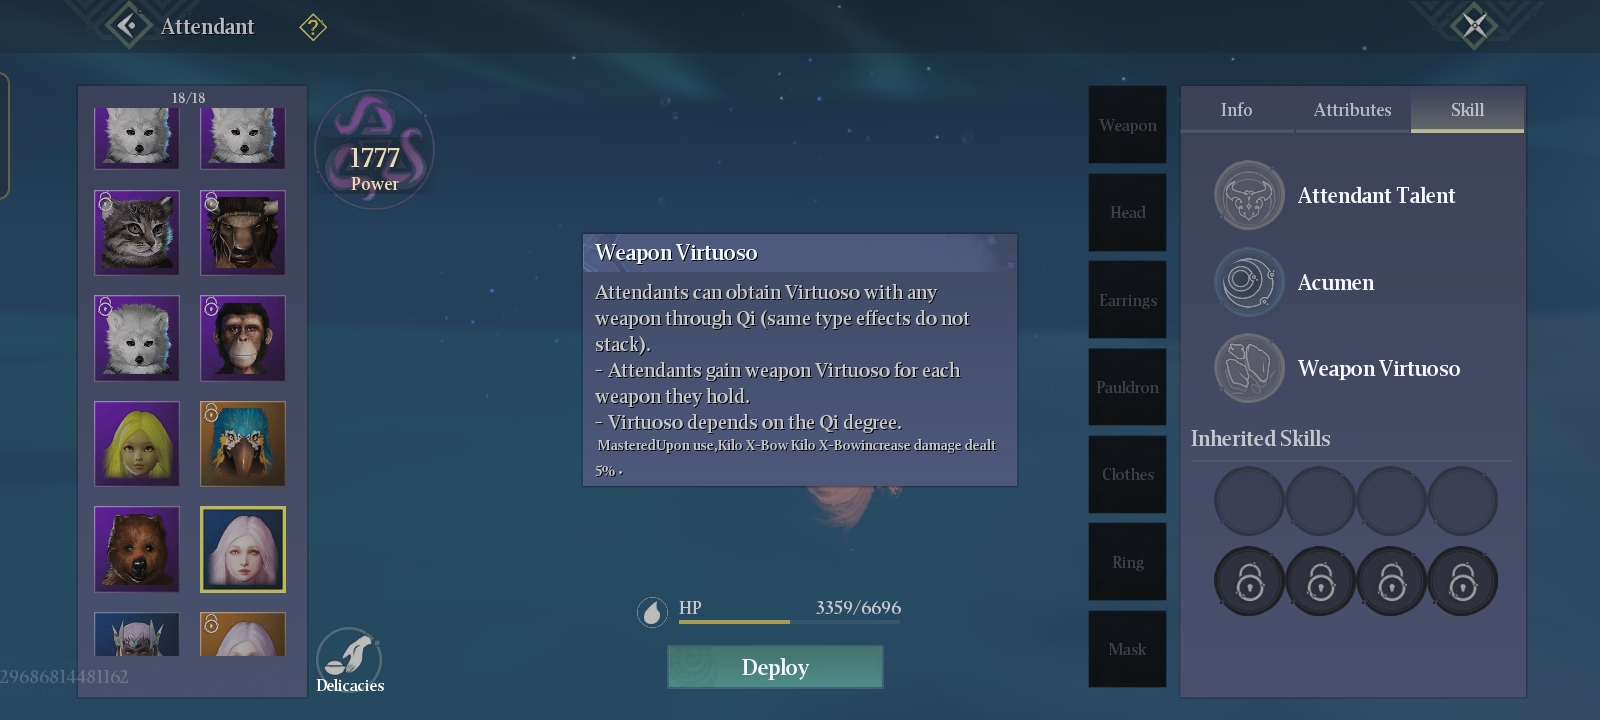 Attendant
?
18/18
1777
Power
Weapon
Head
Earrings
Pauldron
Clothes
Ring
Mask
Info
Attributes
Skill
Attendant Talent
Acumen
Weapon Virtuoso
Inherited Skills
Weapon Virtuoso
Attendants can obtain Virtuoso with any
weapon through Qi (same type effects do not
stack).
- Attendants gain weapon Virtuoso for each
weapon they hold.
- Virtuoso depends on the Qi degree.
MasteredUpon use,Kilo X-Bow Kilo X-Bowincrease damage dealt
5% .
HP
3359/6696
Deploy
Delicacies
29686814481162